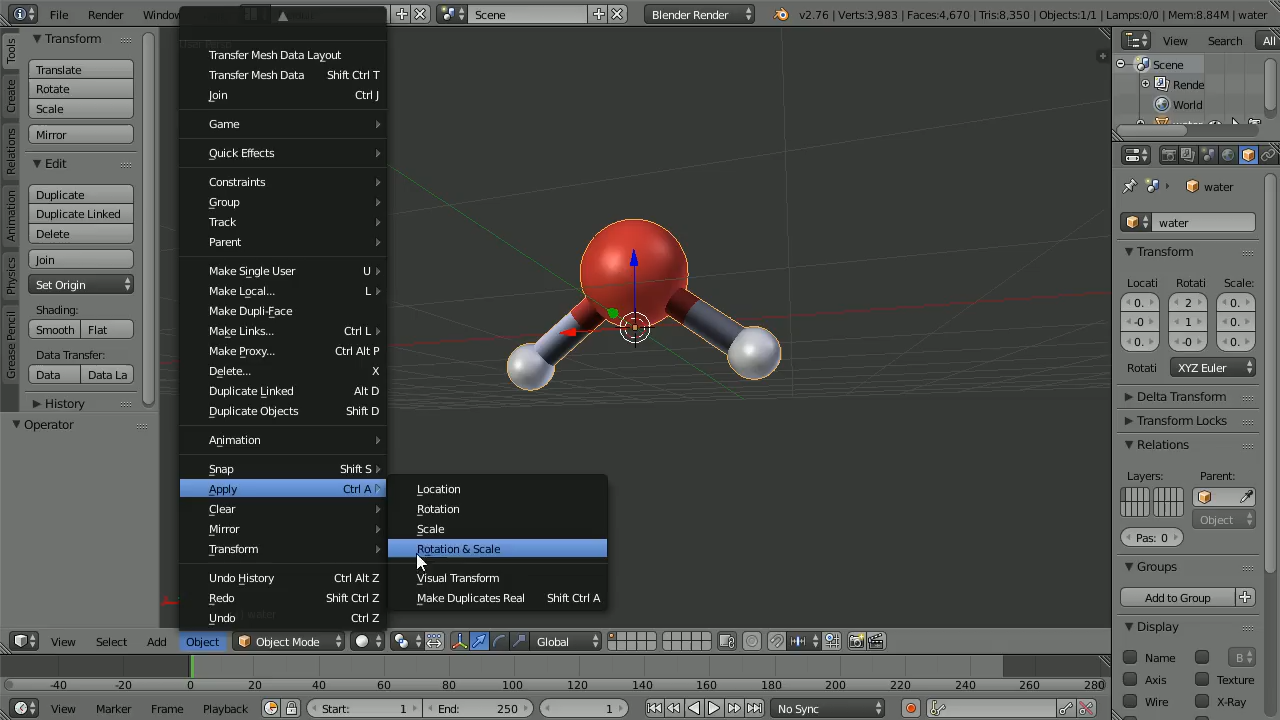 File Render Window
Scene
Blender Render
v2.76 | Verts:3,983 | Faces:4,670 | Tris:8,350 | Objects:1/1 | Lamps:0/0 | Mem:8.84M | water
Tools
Create
Relations
Animation
Physics
Grease Pencil
Transform
Translate
Rotate
Scale
Mirror
Edit
Duplicate
Duplicate Linked
Delete
Join
Set Origin
Shading:
Smooth Flat
Data Transfer:
Data Data La
History
Operator
Transfer Mesh Data Layout
Transfer Mesh Data Shift Ctrl T
Join Ctrl J
Game
Quick Effects
Constraints
Group
Track
Parent
Make Single User U
Make Local... L
Make Dupli-Face
Make Links... Ctrl L
Make Proxy... Ctrl Alt P
Delete... X
Duplicate Linked Alt D
Duplicate Objects Shift D
Animation
Snap Shift S
Apply Ctrl A
Clear
Mirror
Transform
Undo History Ctrl Alt Z
Redo Shift Ctrl Z
Undo Ctrl Z
Location
Rotation
Scale
Rotation & Scale
Visual Transform
Make Duplicates Real Shift Ctrl A
View Select Add Object Object Mode Global
-40 -20 0 20 40 60 80 100 120 140 160 180 200 220 240 260 280
View Marker Frame Playback Start: 1 End: 250 1 No Sync
View Search All
Scene
Rende
World
water
water
Transform
Locati Rotati Scale:
0. 2 0.
-0 1 0.
0. -0 0.
Rotati XYZ Euler
Delta Transform
Transform Locks
Relations
Layers: Parent:
Object
Pas: 0
Groups
Add to Group
Display
Name B
Axis Texture
Wire X-Ray